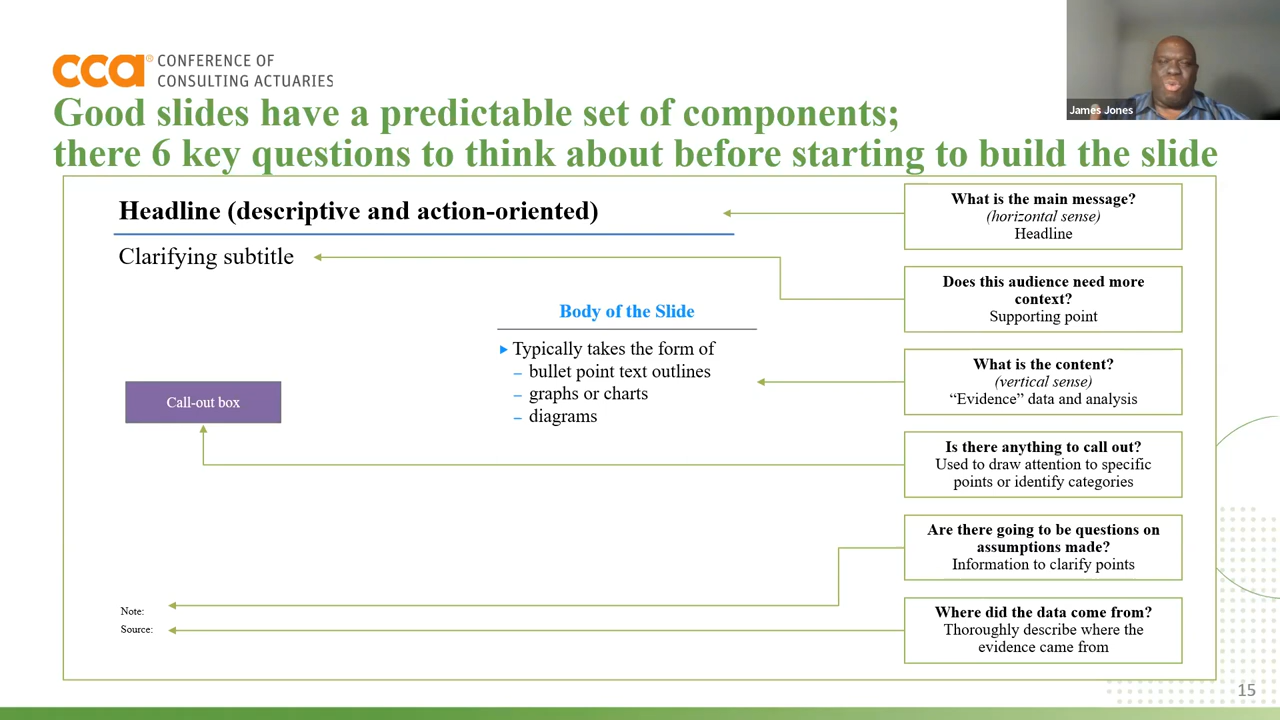 cca® CONFERENCE OF
CONSULTING ACTUARIES
James Jones
Good slides have a predictable set of components;
there 6 key questions to think about before starting to build the slide
Headline (descriptive and action-oriented)
Clarifying subtitle
Body of the Slide
Typically takes the form of
– bullet point text outlines
– graphs or charts
– diagrams
Call-out box
Note:
Source:
What is the main message?
(horizontal sense)
Headline
Does this audience need more
context?
Supporting point
What is the content?
(vertical sense)
“Evidence” data and analysis
Is there anything to call out?
Used to draw attention to specific
points or identify categories
Are there going to be questions on
assumptions made?
Information to clarify points
Where did the data come from?
Thoroughly describe where the
evidence came from
15